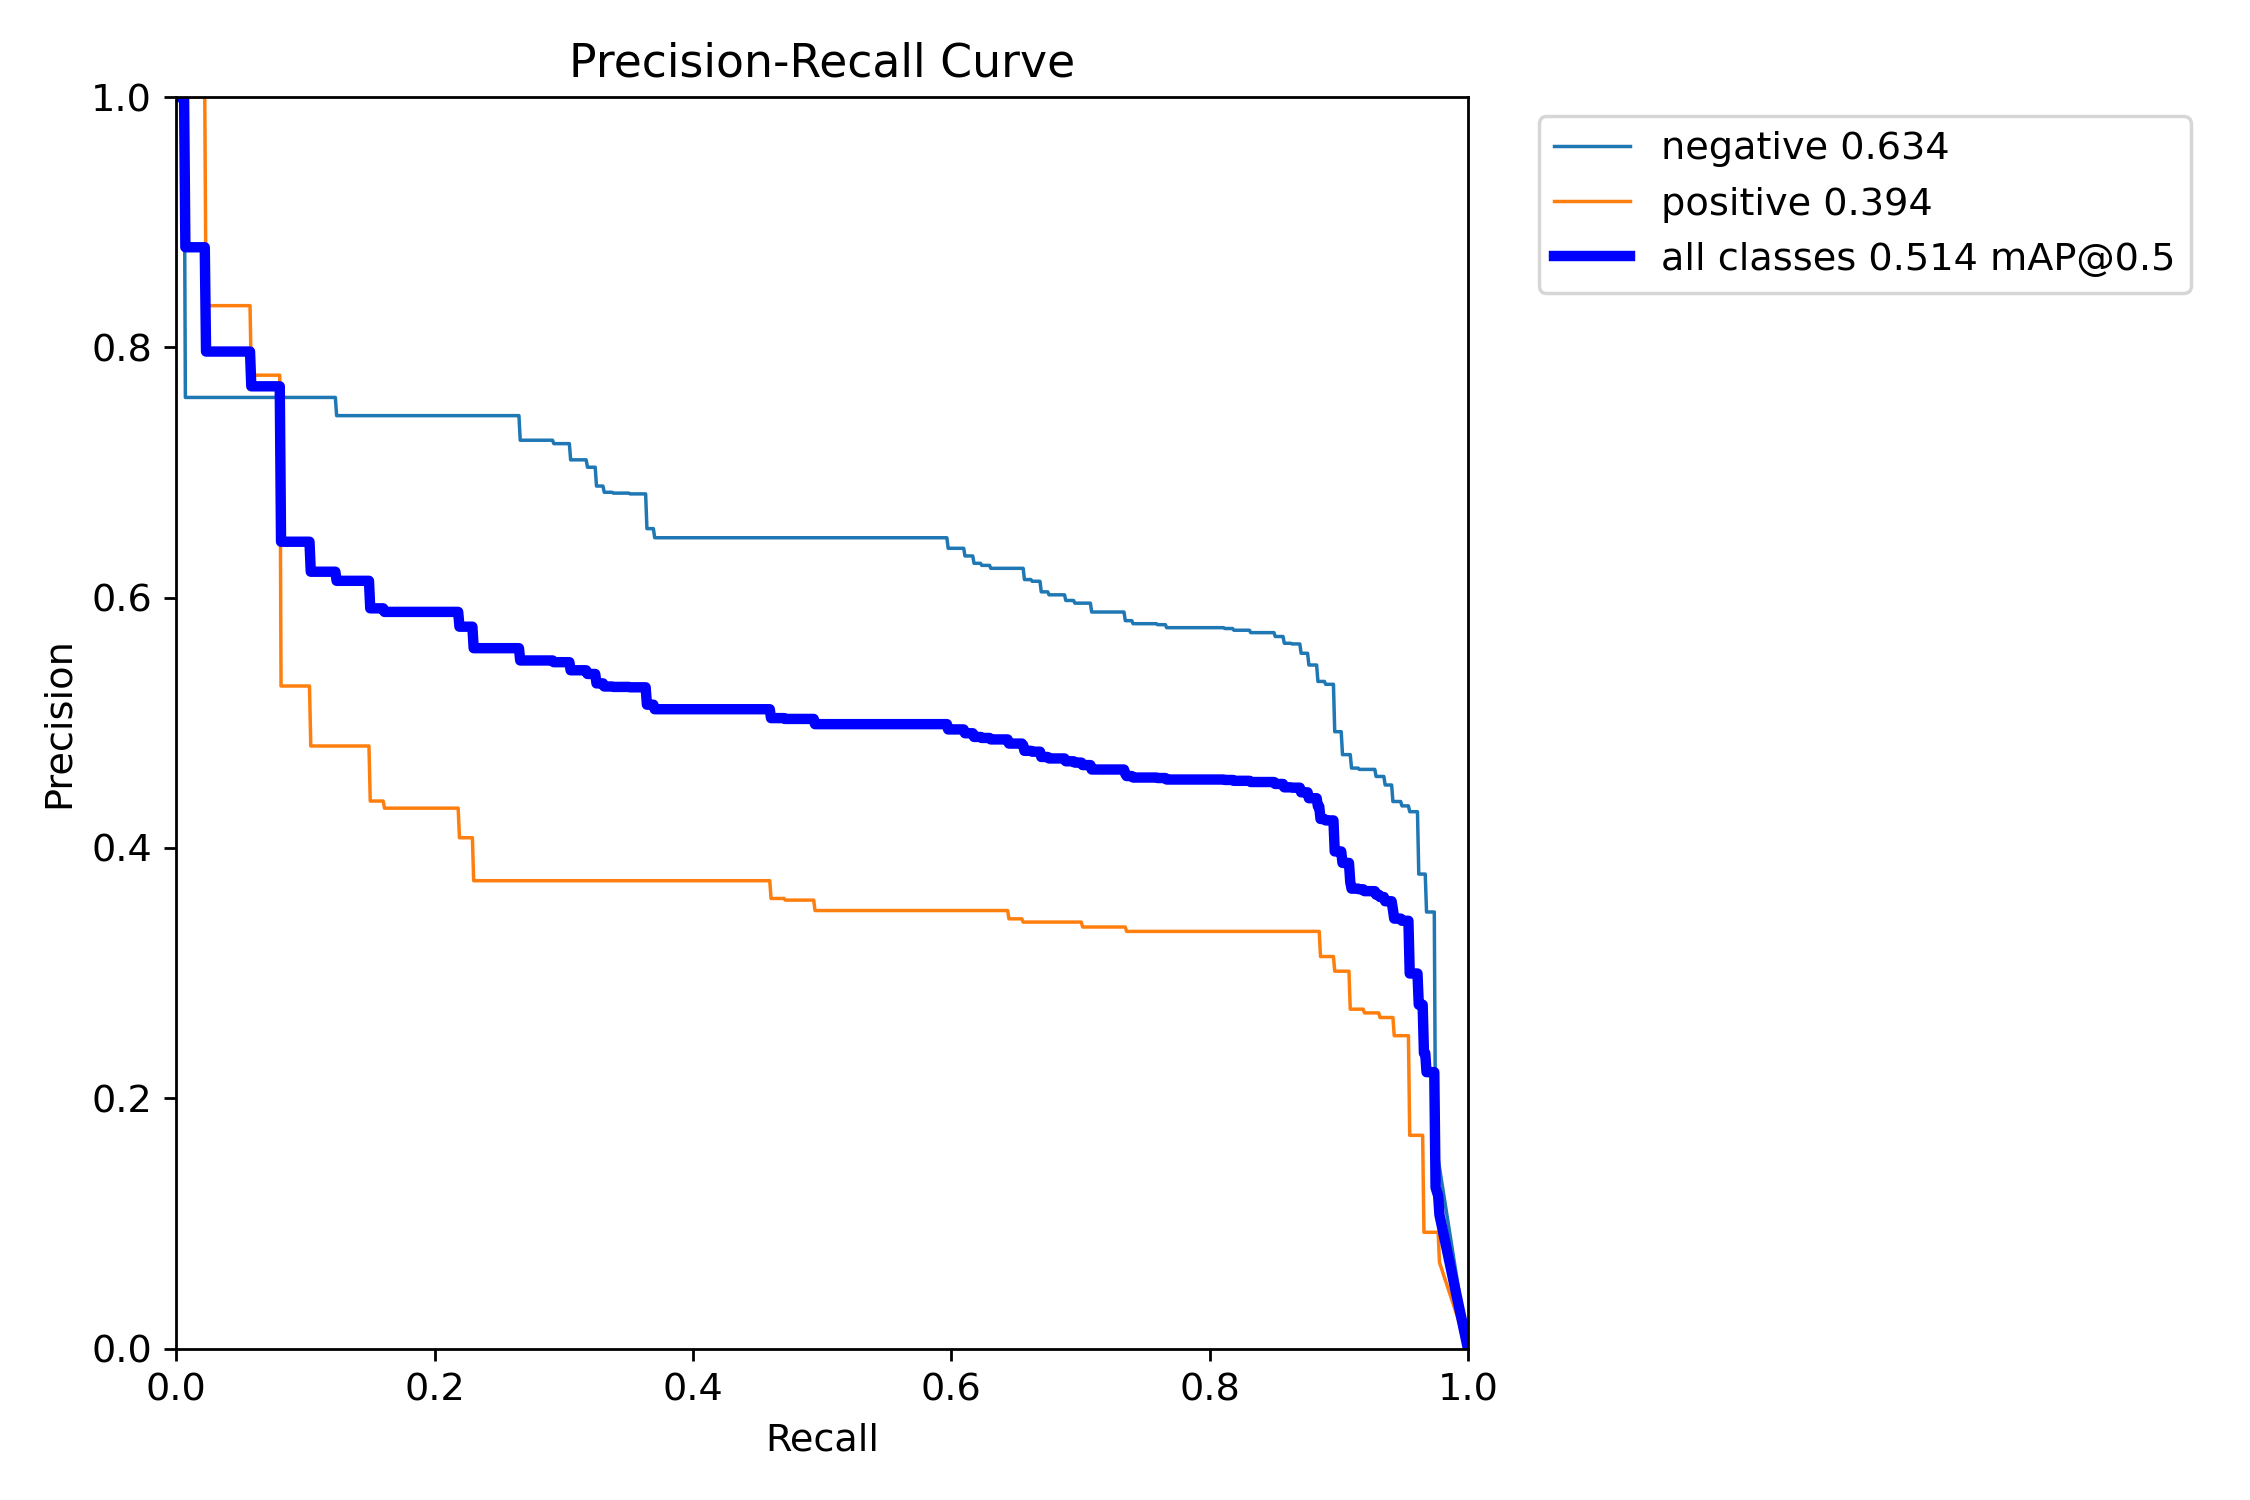 Precision-Recall Curve
negative 0.634
positive 0.394
all classes 0.514 mAP@0.5
1.0
0.8
0.6
0.4
0.2
0.0
Precision
0.0 0.2 0.4 0.6 0.8 1.0
Recall